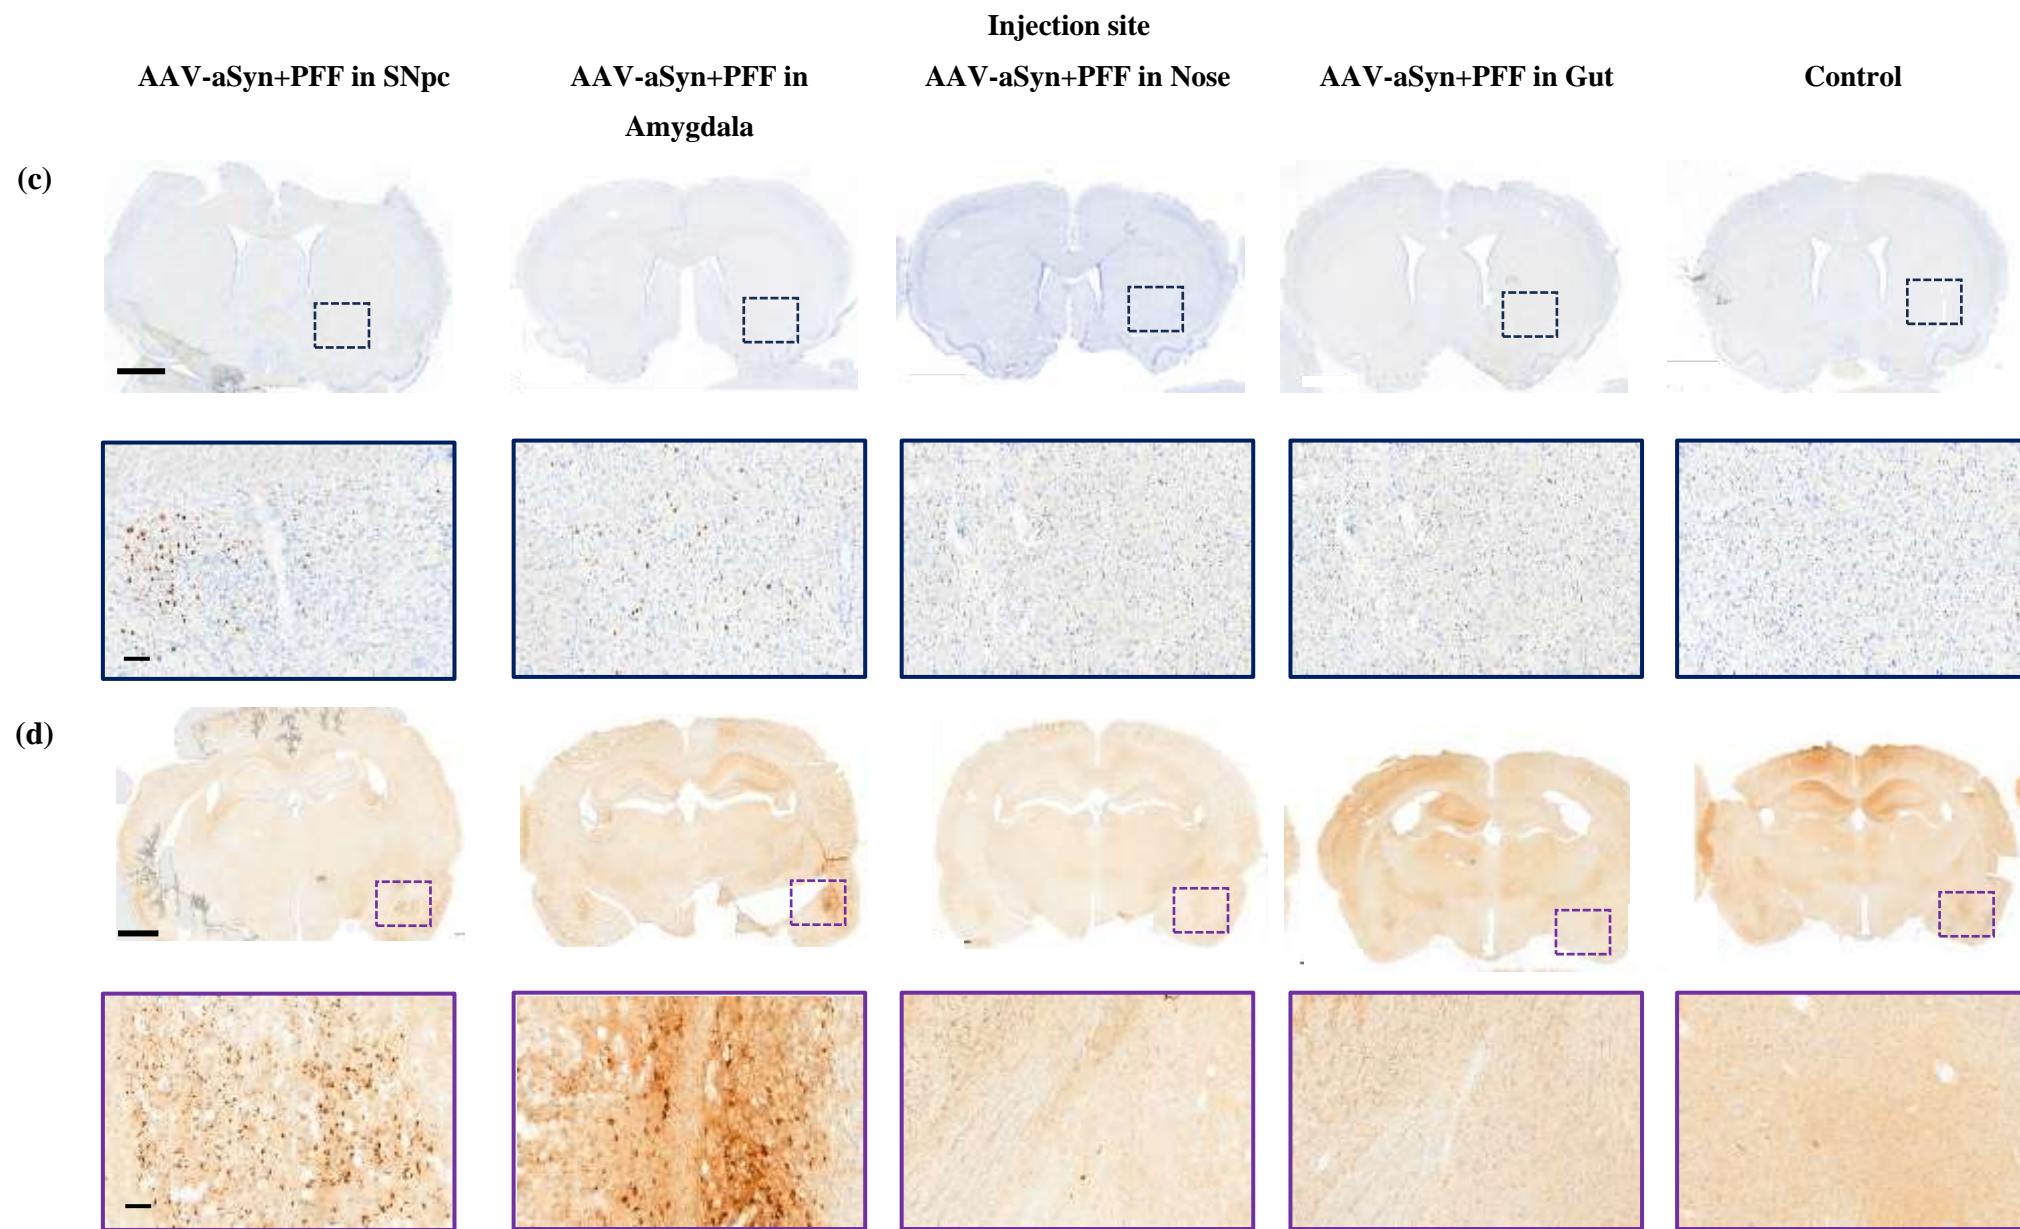 Injection site
AAV-aSyn+PFF in SNpc AAV-aSyn+PFF in AAV-aSyn+PFF in Nose AAV-aSyn+PFF in Gut Control
Amygdala
(c)
(d)